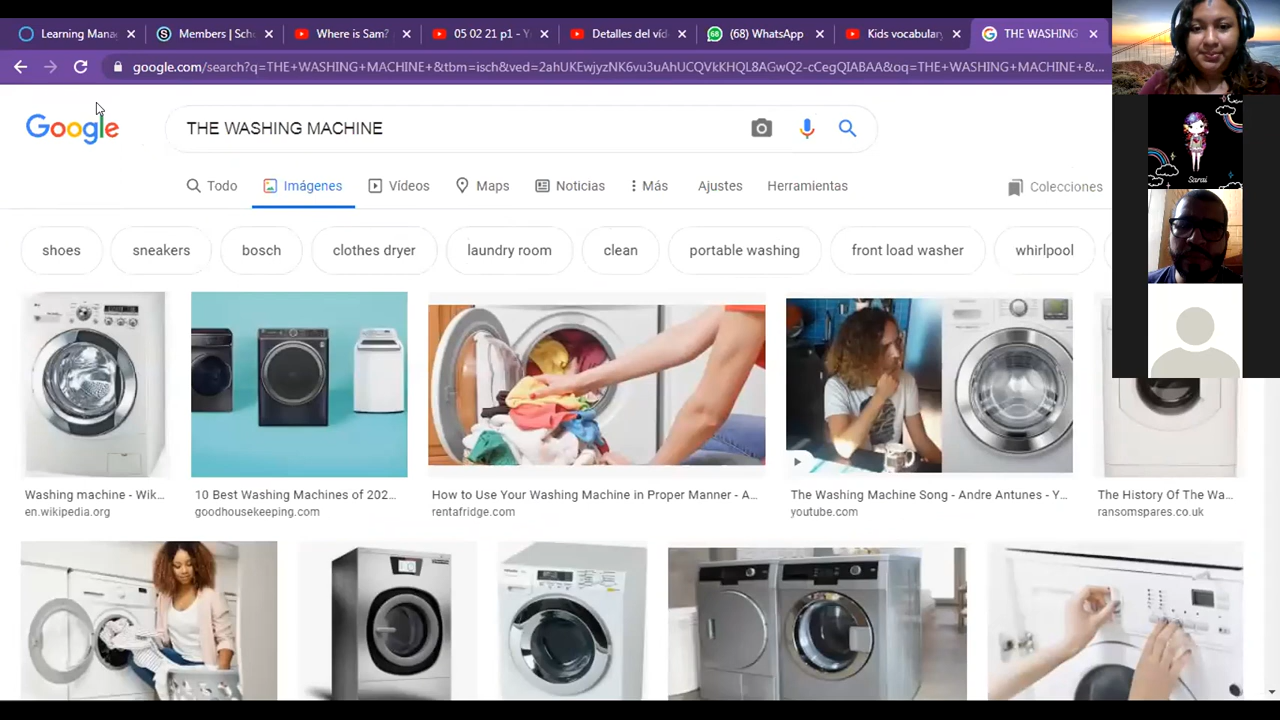 Learning Mana
Members | Sch
Where is Sam?
05 02 21 p1 - Y
Detalles del víd
(68) WhatsApp
Kids vocabular
THE WASHING
google.com/search?q=THE+WASHING+MACHINE+&tbm=isch&ved=2ahUKEwjyzNK6vu3uAhUCQVkKHQL8AGwQ2-cCegQIABAA&oq=THE+WASHING+MACHINE+&...
Google
THE WASHING MACHINE
Todo
Imágenes
Vídeos
Maps
Noticias
Más
Ajustes
Herramientas
Colecciones
Sarai
shoes
sneakers
bosch
clothes dryer
laundry room
clean
portable washing
front load washer
whirlpool
Washing machine - Wik...
en.wikipedia.org
10 Best Washing Machines of 202...
goodhousekeeping.com
How to Use Your Washing Machine in Proper Manner - A...
rentafridge.com
The Washing Machine Song - Andre Antunes - Y...
youtube.com
The History Of The Wa...
ransomspares.co.uk